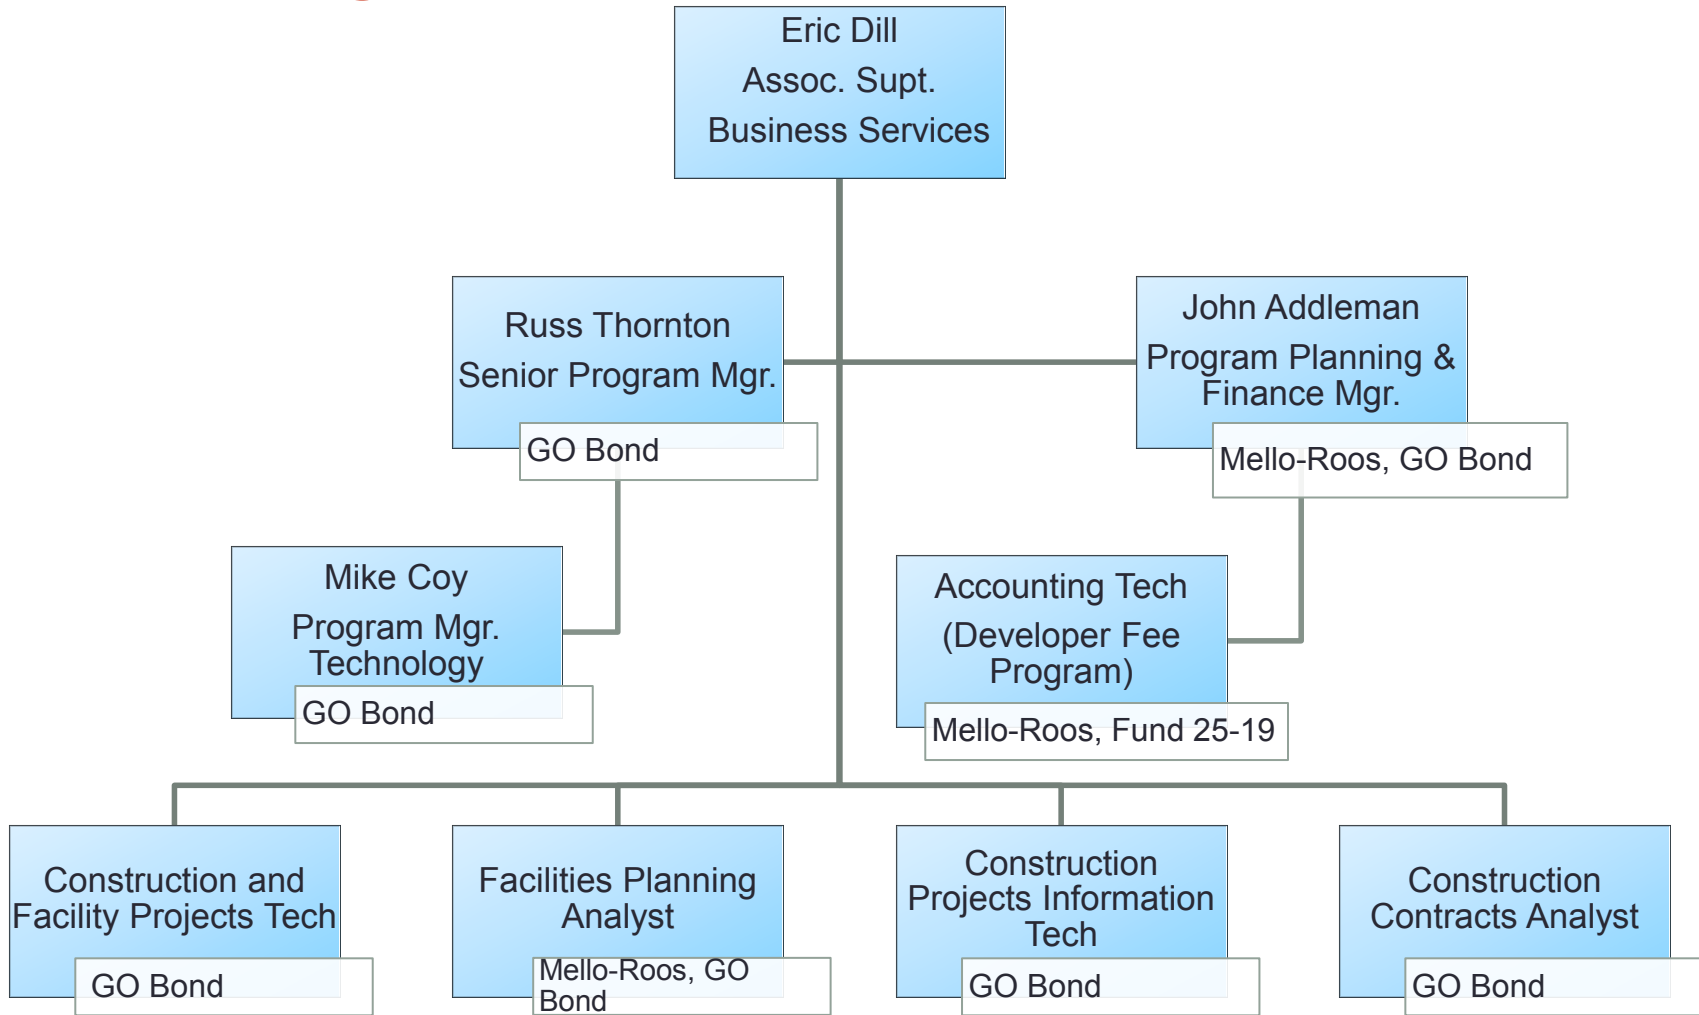 Eric Dill
Assoc. Supt.
Business Services
Russ Thornton
Senior Program Mgr.
GO Bond
John Addleman
Program Planning &
Finance Mgr.
Mello-Roos, GO Bond
Mike Coy
Program Mgr.
Technology
GO Bond
Accounting Tech
(Developer Fee
Program)
Mello-Roos, Fund 25-19
Construction and
Facility Projects Tech
GO Bond
Facilities Planning
Analyst
Mello-Roos, GO
Bond
Construction
Projects Information
Tech
GO Bond
Construction
Contracts Analyst
GO Bond